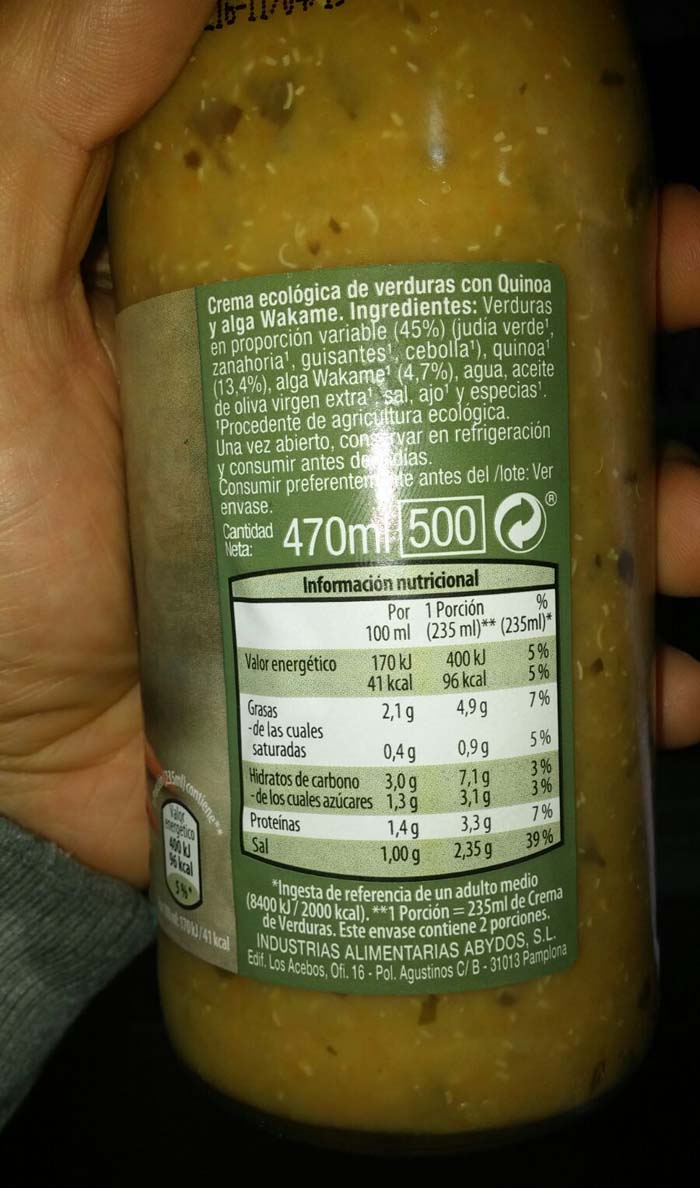 Crema ecológica de verduras con Quinoa
y alga Wakame. Ingredientes: Verduras
en proporción variable (45%) (judía verde¹,
zanahoria¹, guisantes¹, cebolla¹), quinoa¹
(13,4%), alga Wakame¹ (4,7%), agua, aceite
de oliva virgen extra¹, sal, ajo¹ y especias¹.
¹Procedente de agricultura ecológica.
Una vez abierto, conservar en refrigeración
y consumir antes de días.
Consumir preferentemente antes del /lote: Ver
envase.
Cantidad Neta: 470ml 500 ®
Información nutricional
Por 100 ml 1 Porción (235 ml)** % (235ml)*
Valor energético 170 kJ 400 kJ 5%
41 kcal 96 kcal 5%
Grasas 2,1 g 4,9 g 7%
-de las cuales
saturadas 0,4 g 0,9 g 5%
Hidratos de carbono 3,0 g 7,1 g 3%
-de los cuales azúcares 1,3 g 3,1 g 3%
Proteínas 1,4 g 3,3 g 7%
Sal 1,00 g 2,35 g 39%
*Ingesta de referencia de un adulto medio
(8400 kJ / 2000 kcal). **1 Porción = 235ml de Crema
de Verduras. Este envase contiene 2 porciones.
INDUSTRIAS ALIMENTARIAS ABYDOS, S.L.
Edif. Los Acebos, Ofi. 16 - Pol. Agustinos C/ B - 31013 Pamplona
(235ml) contiene**
Valor
energético
400 kJ
96 kcal
5%*
170 kJ/41 kcal